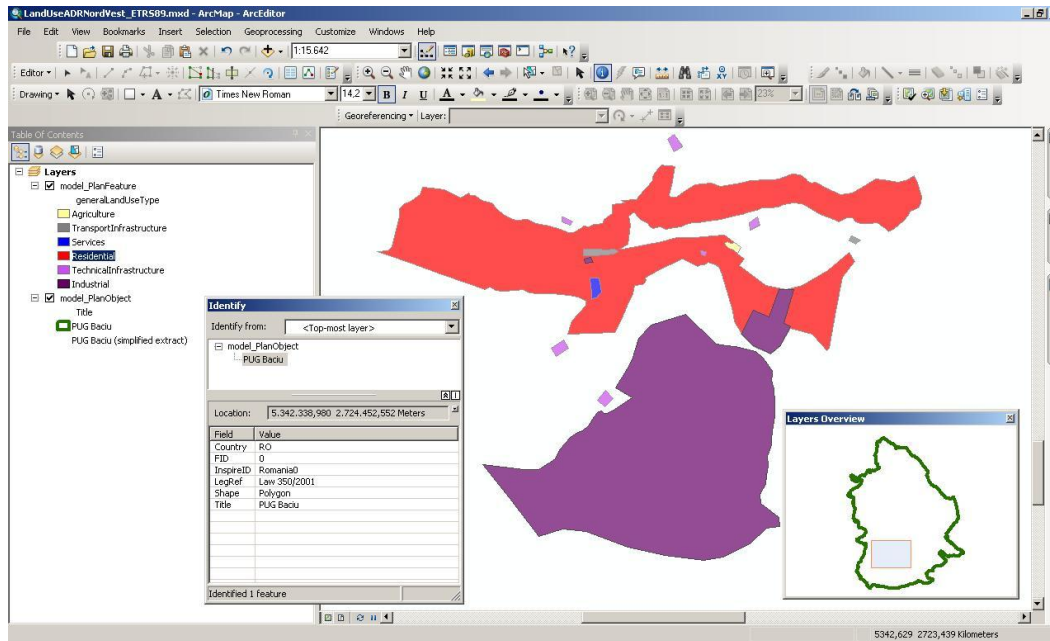 LandUseADRNordVest_ETRS89.mxd - ArcMap - ArcEditor
File Edit View Bookmarks Insert Selection Geoprocessing Customize Windows Help
1:15.642
Editor
Drawing A Times New Roman 14,2 B I U A 23%
Georeferencing Layer:
Table Of Contents
Layers
model_PlanFeature
generalLandUseType
Agriculture
TransportInfrastructure
Services
Residential
TechnicalInfrastructure
Industrial
model_PlanObject
Title
PUG Baciu
PUG Baciu (simplified extract)
Identify
Identify from: <Top-most layer>
model_PlanObject
PUG Baciu
Location: 5.342.338,980 2.724.452,552 Meters
Field Value
Country RO
FID 0
InspireID Romania0
LegRef Law 350/2001
Shape Polygon
Title PUG Baciu
Identified 1 feature
Layers Overview
5342,629 2723,439 Kilometers